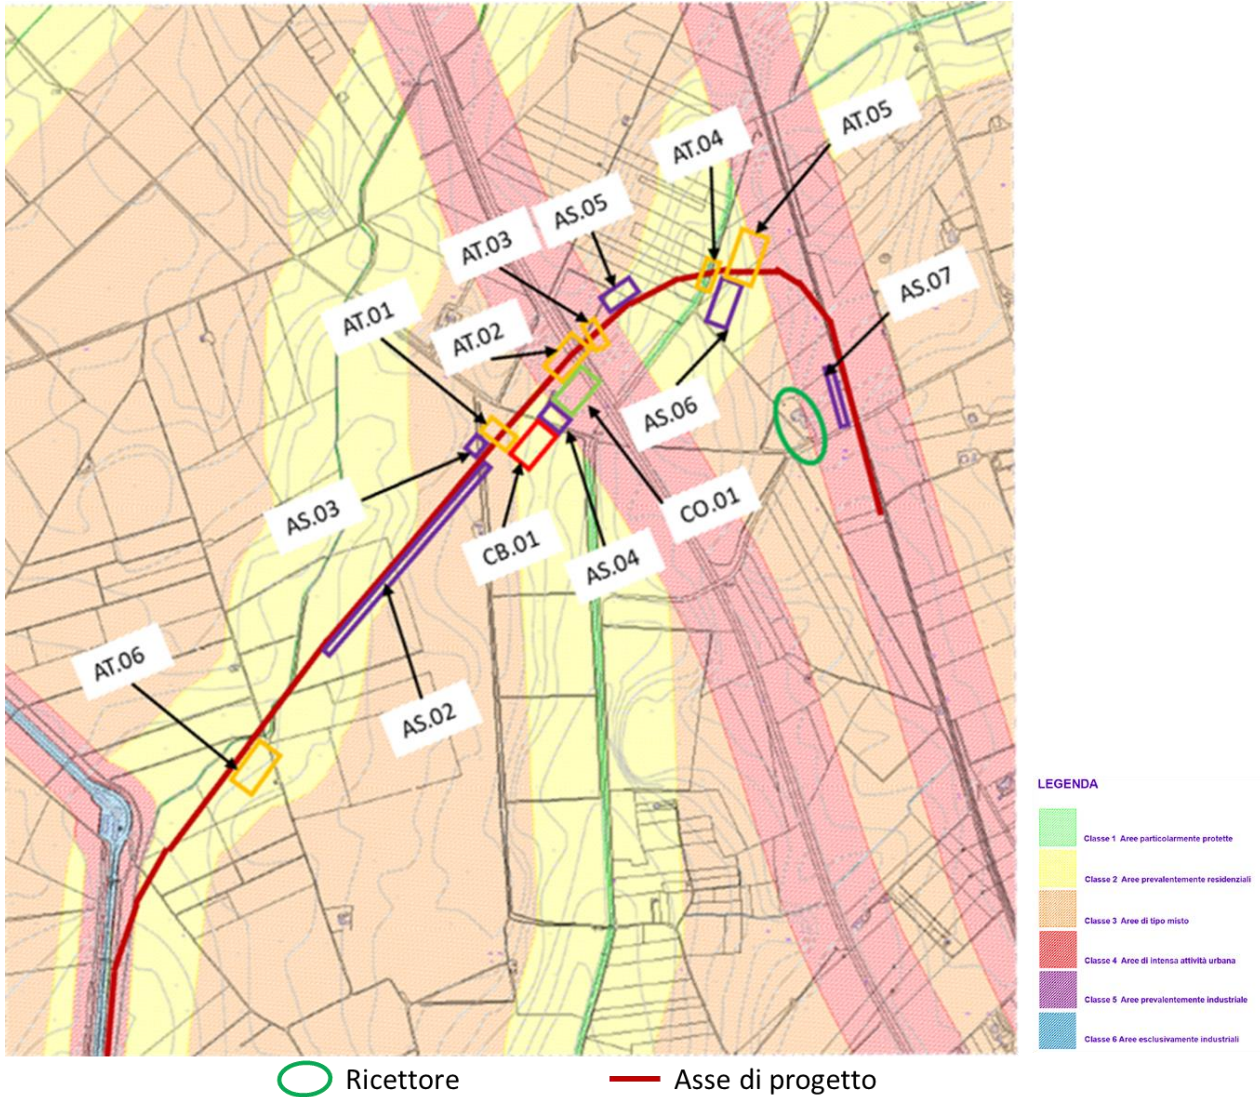 AT.05
AT.04
AS.05
AT.03
AS.07
AT.01
AT.02
AS.06
CO.01
AS.03
CB.01
AS.04
AT.06
AS.02
LEGENDA
Classe 1 Aree particolarmente protette
Classe 2 Aree prevalentemente residenziali
Classe 3 Aree di tipo misto
Classe 4 Aree di intensa attività urbana
Classe 5 Aree prevalentemente industriale
Classe 6 Aree esclusivamente industriali
Ricettore
Asse di progetto